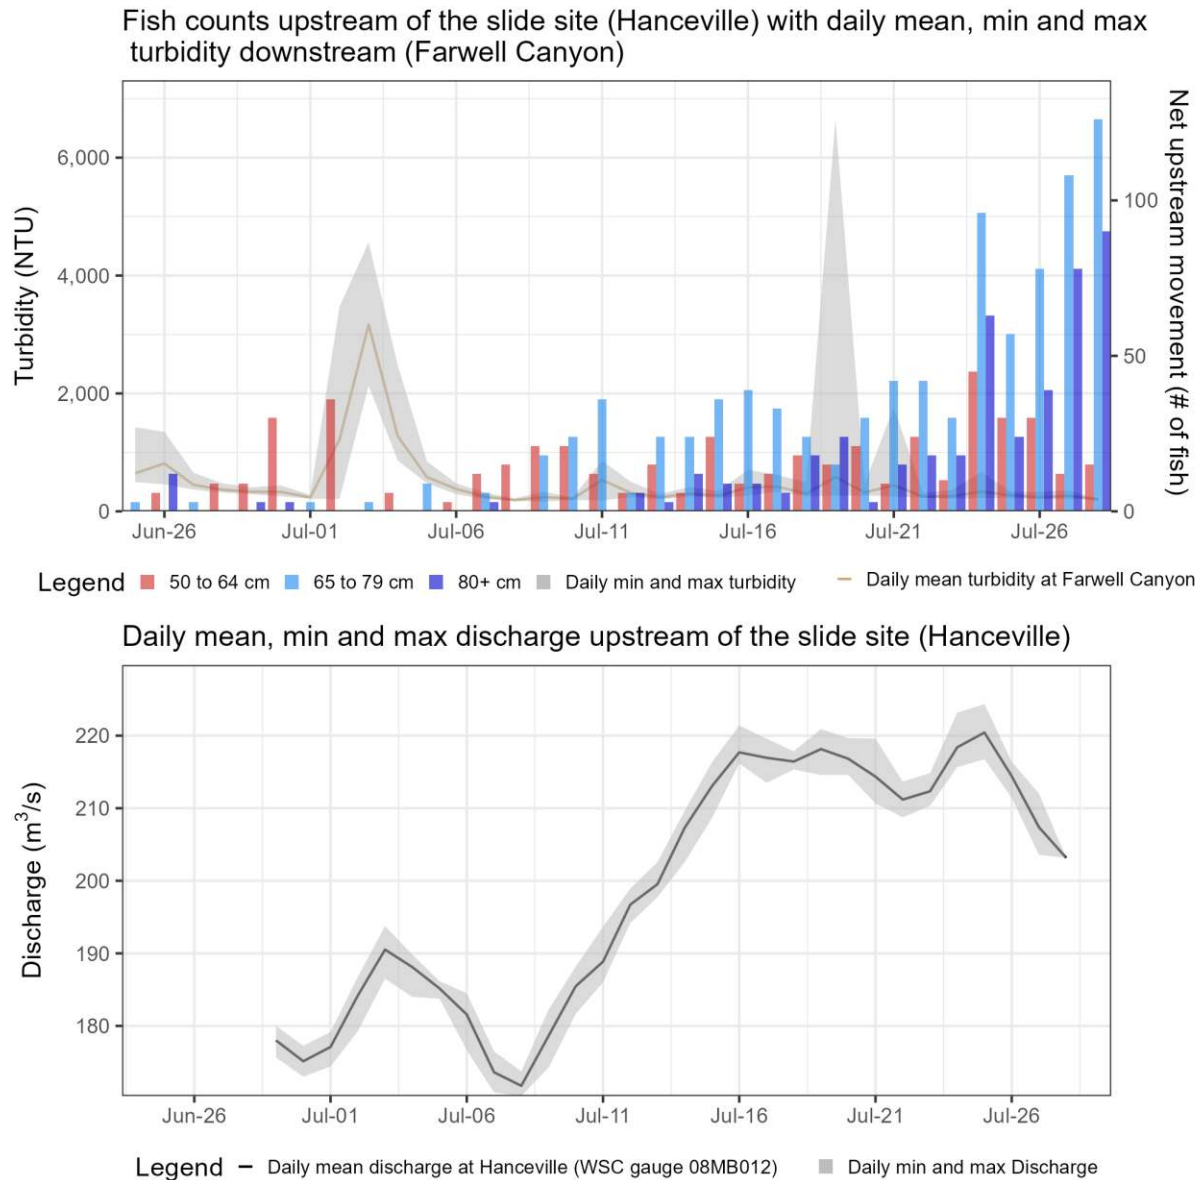 Fish counts upstream of the slide site (Hanceville) with daily mean, min and max
turbidity downstream (Farwell Canyon)
Turbidity (NTU)
6,000
4,000
2,000
0
Net upstream movement (# of fish)
100
50
0
Jun-26 Jul-01 Jul-06 Jul-11 Jul-16 Jul-21 Jul-26
Legend 50 to 64 cm 65 to 79 cm 80+ cm Daily min and max turbidity Daily mean turbidity at Farwell Canyon
Daily mean, min and max discharge upstream of the slide site (Hanceville)
Discharge (m³/s)
220
210
200
190
180
Jun-26 Jul-01 Jul-06 Jul-11 Jul-16 Jul-21 Jul-26
Legend Daily mean discharge at Hanceville (WSC gauge 08MB012) Daily min and max Discharge